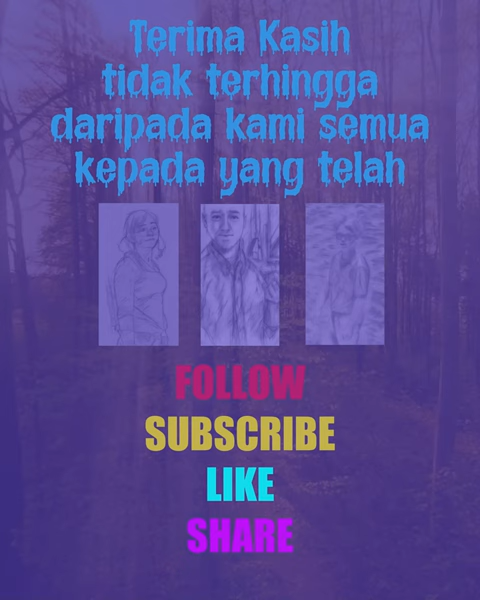 Terima Kasih
tidak terhingga
daripada kami semua
kepada yang telah
FOLLOW
SUBSCRIBE
LIKE
SHARE